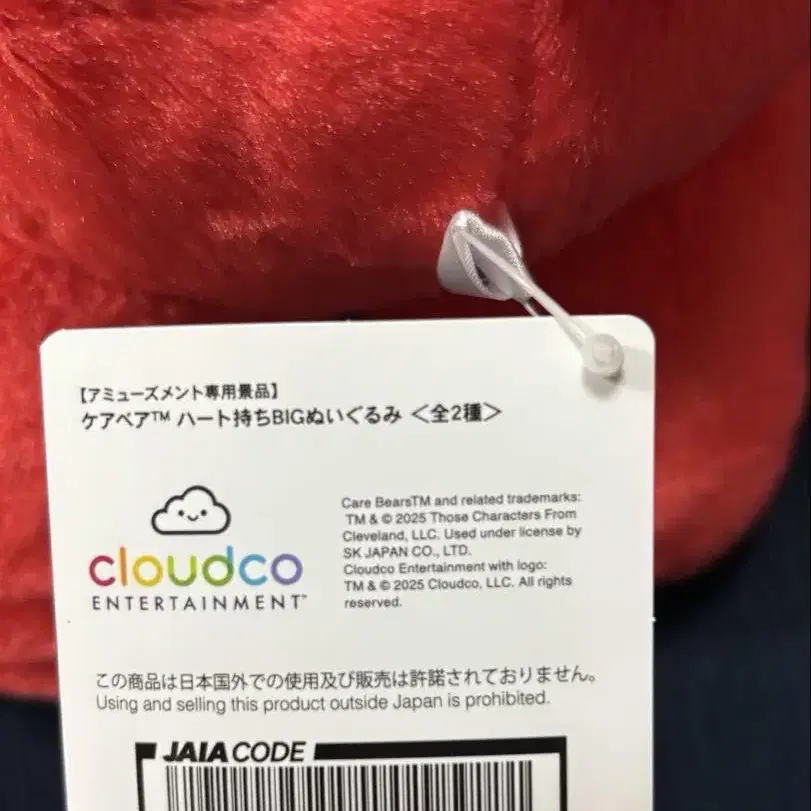 【アミューズメント専用景品】
ケアベア™ ハート持ちBIGぬいぐるみ <全2種>
cloudco
ENTERTAINMENT™
Care BearsTM and related trademarks:
TM & © 2025 Those Characters From
Cleveland, LLC. Used under license by
SK JAPAN CO., LTD.
Cloudco Entertainment with logo:
TM & © 2025 Cloudco, LLC. All rights
reserved.
この商品は日本国外での使用及び販売は許諾されておりません。
Using and selling this product outside Japan is prohibited.
JAIA CODE